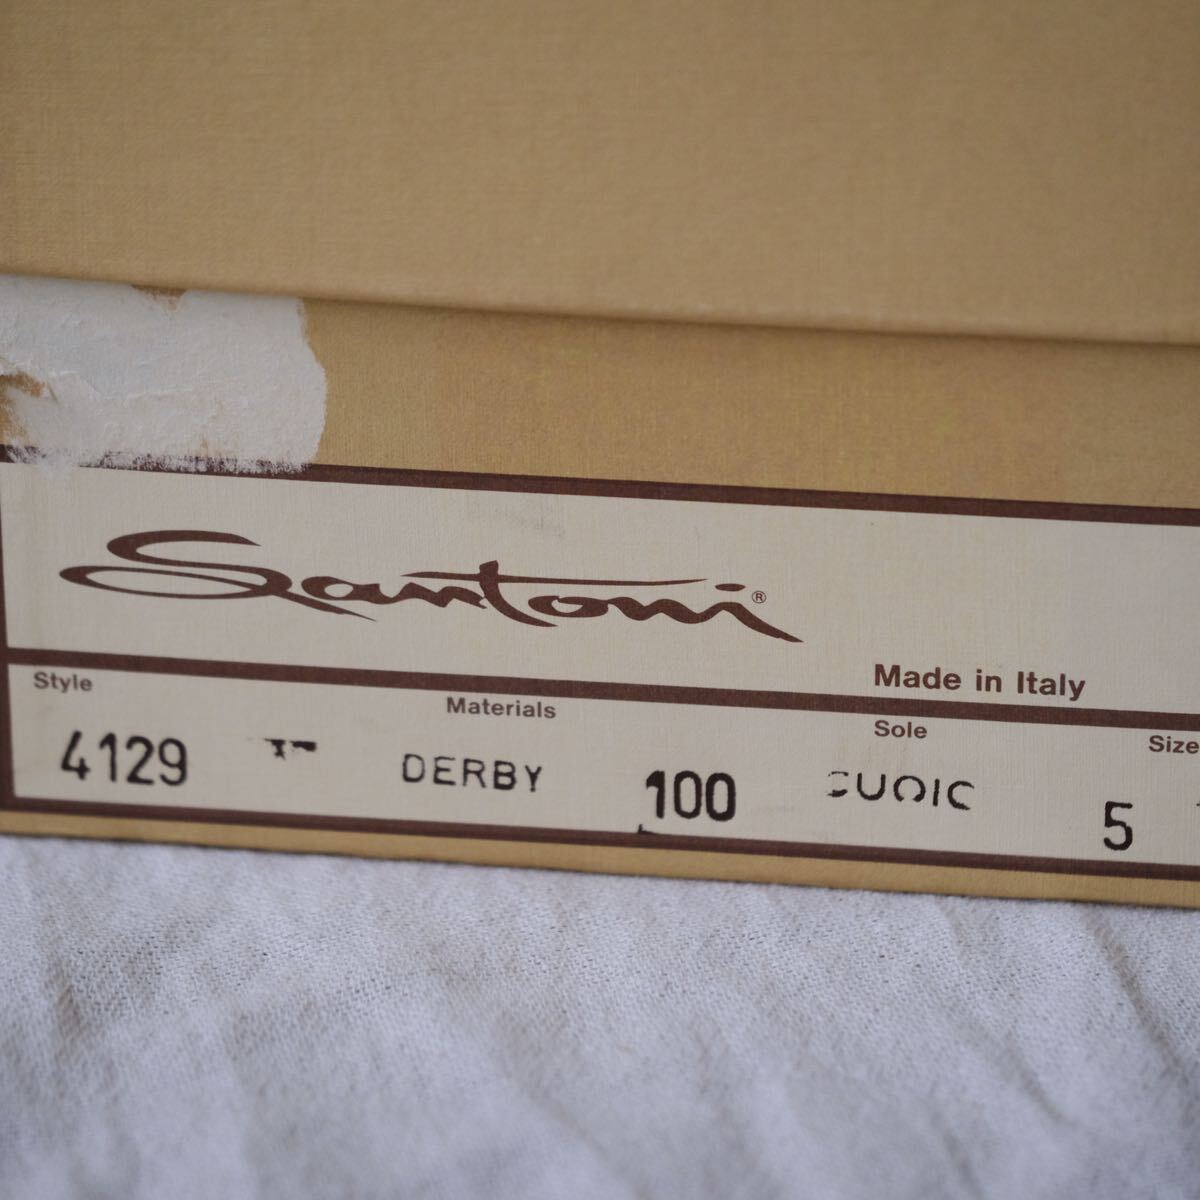 Santoni®
Made in Italy
Style
Materials
Sole
Size
4129
DERBY
100
CUOIC
5